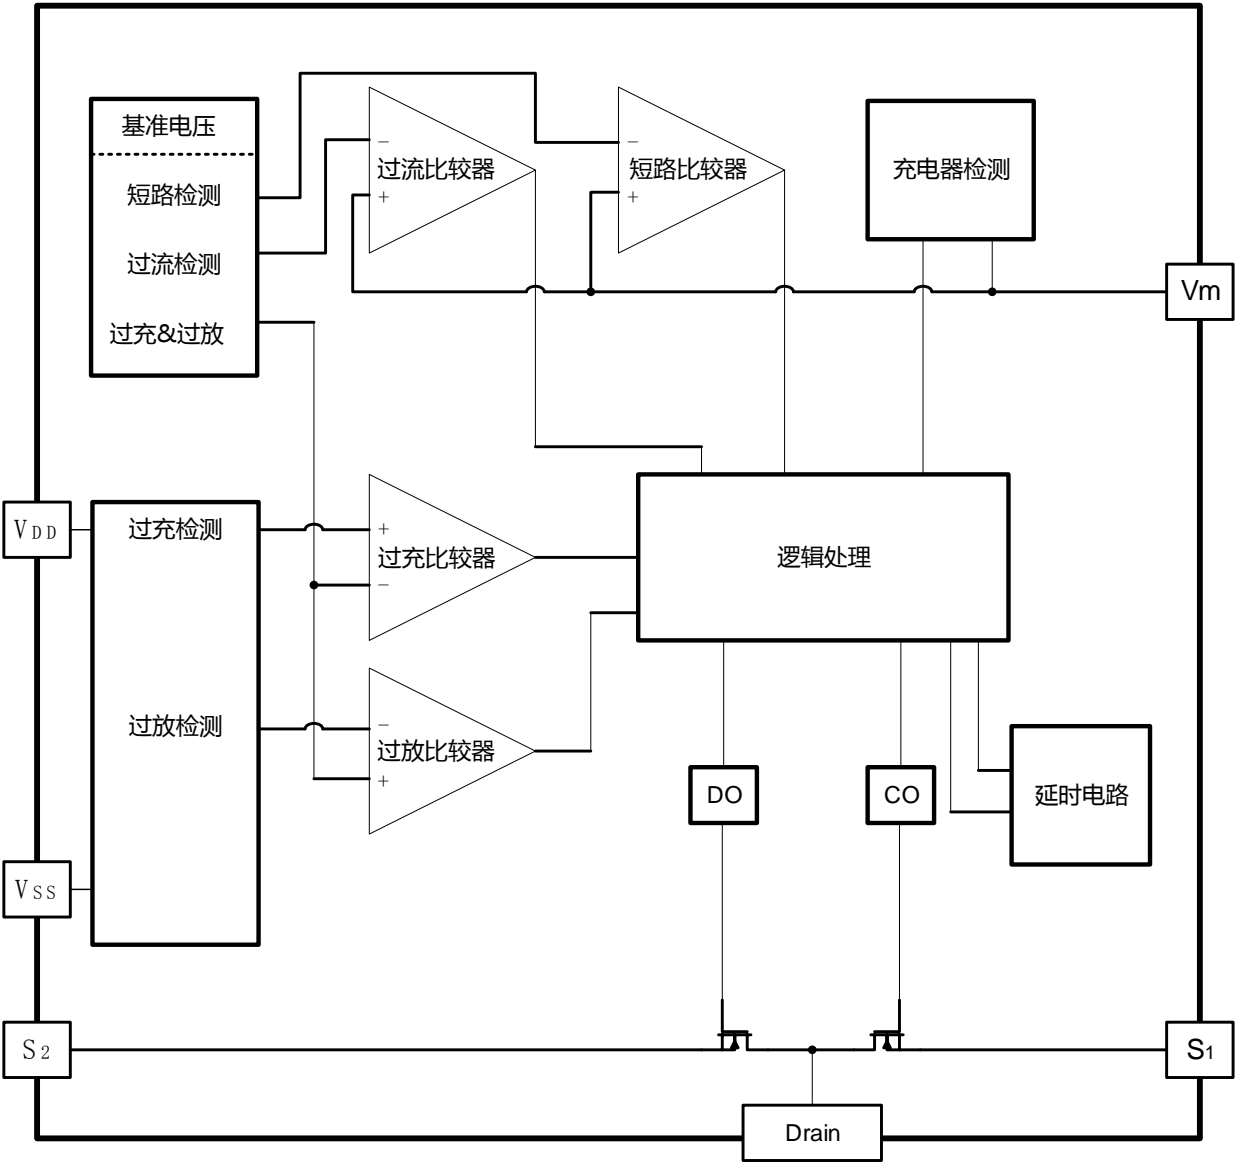 基准电压
短路检测
过流检测
过充&过放
−
过流比较器
+
−
短路比较器
+
充电器检测
Vm
VDD
过充检测
+
过充比较器
−
逻辑处理
过放检测
−
过放比较器
+
DO
CO
延时电路
VSS
S2
S1
Drain